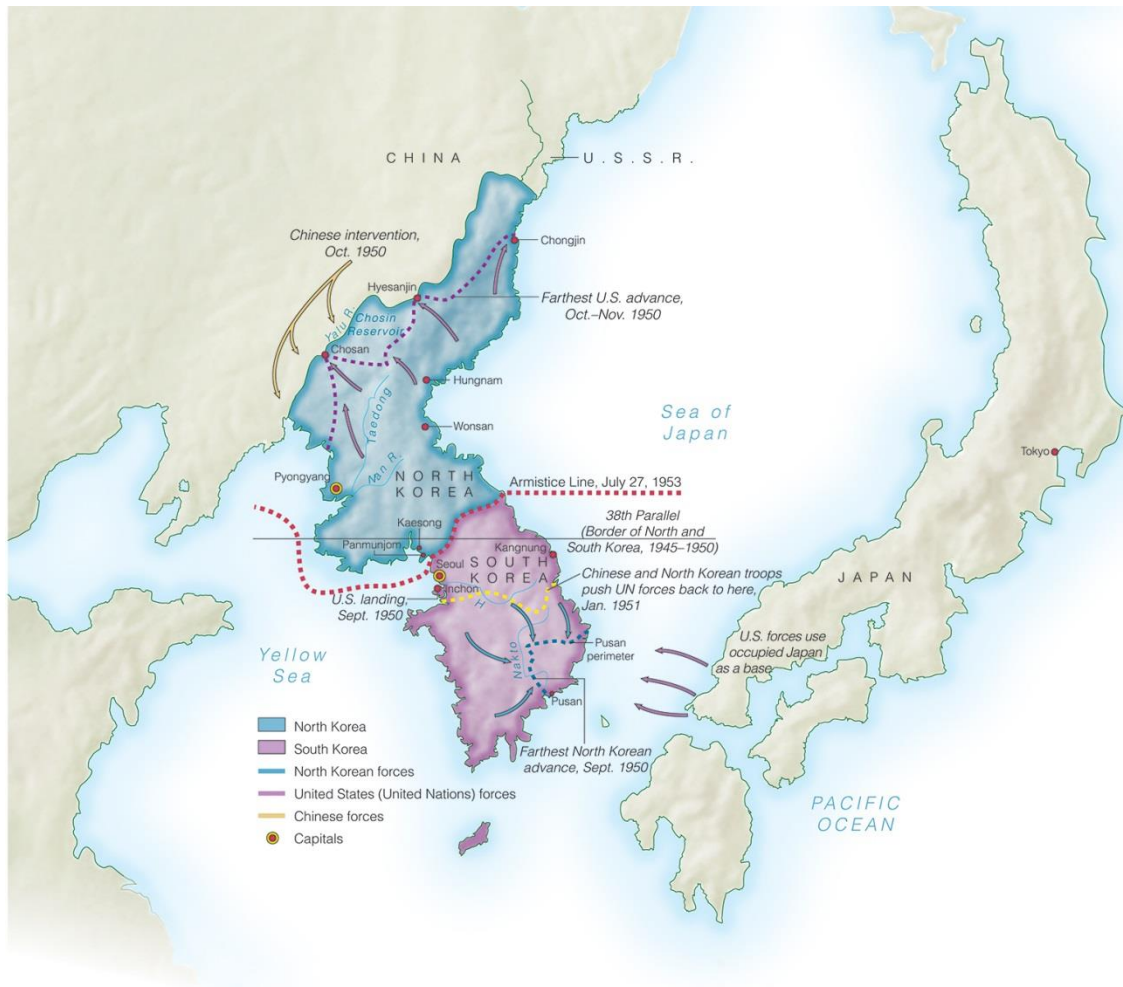 CHINA
U.S.S.R.
Chinese intervention,
Oct. 1950
Chongjin
Hyesanjin
Farthest U.S. advance,
Oct.–Nov. 1950
Yalu R.
Chosin
Reservoir
Chosan
Hungnam
Taedong
Wonsan
Sea of
Japan
Tokyo
Nan R.
Pyongyang
NORTH
KOREA
Armistice Line, July 27, 1953
Kaesong
38th Parallel
(Border of North and
South Korea, 1945–1950)
Panmunjom
Kangnung
Seoul
SOUTH
KOREA
Chinese and North Korean troops
push UN forces back to here,
Jan. 1951
JAPAN
Inchon
U.S. landing,
Sept. 1950
H
Nakto
Pusan
perimeter
U.S. forces use
occupied Japan
as a base
Yellow
Sea
Pusan
Farthest North Korean
advance, Sept. 1950
North Korea
South Korea
North Korean forces
United States (United Nations) forces
Chinese forces
Capitals
PACIFIC
OCEAN